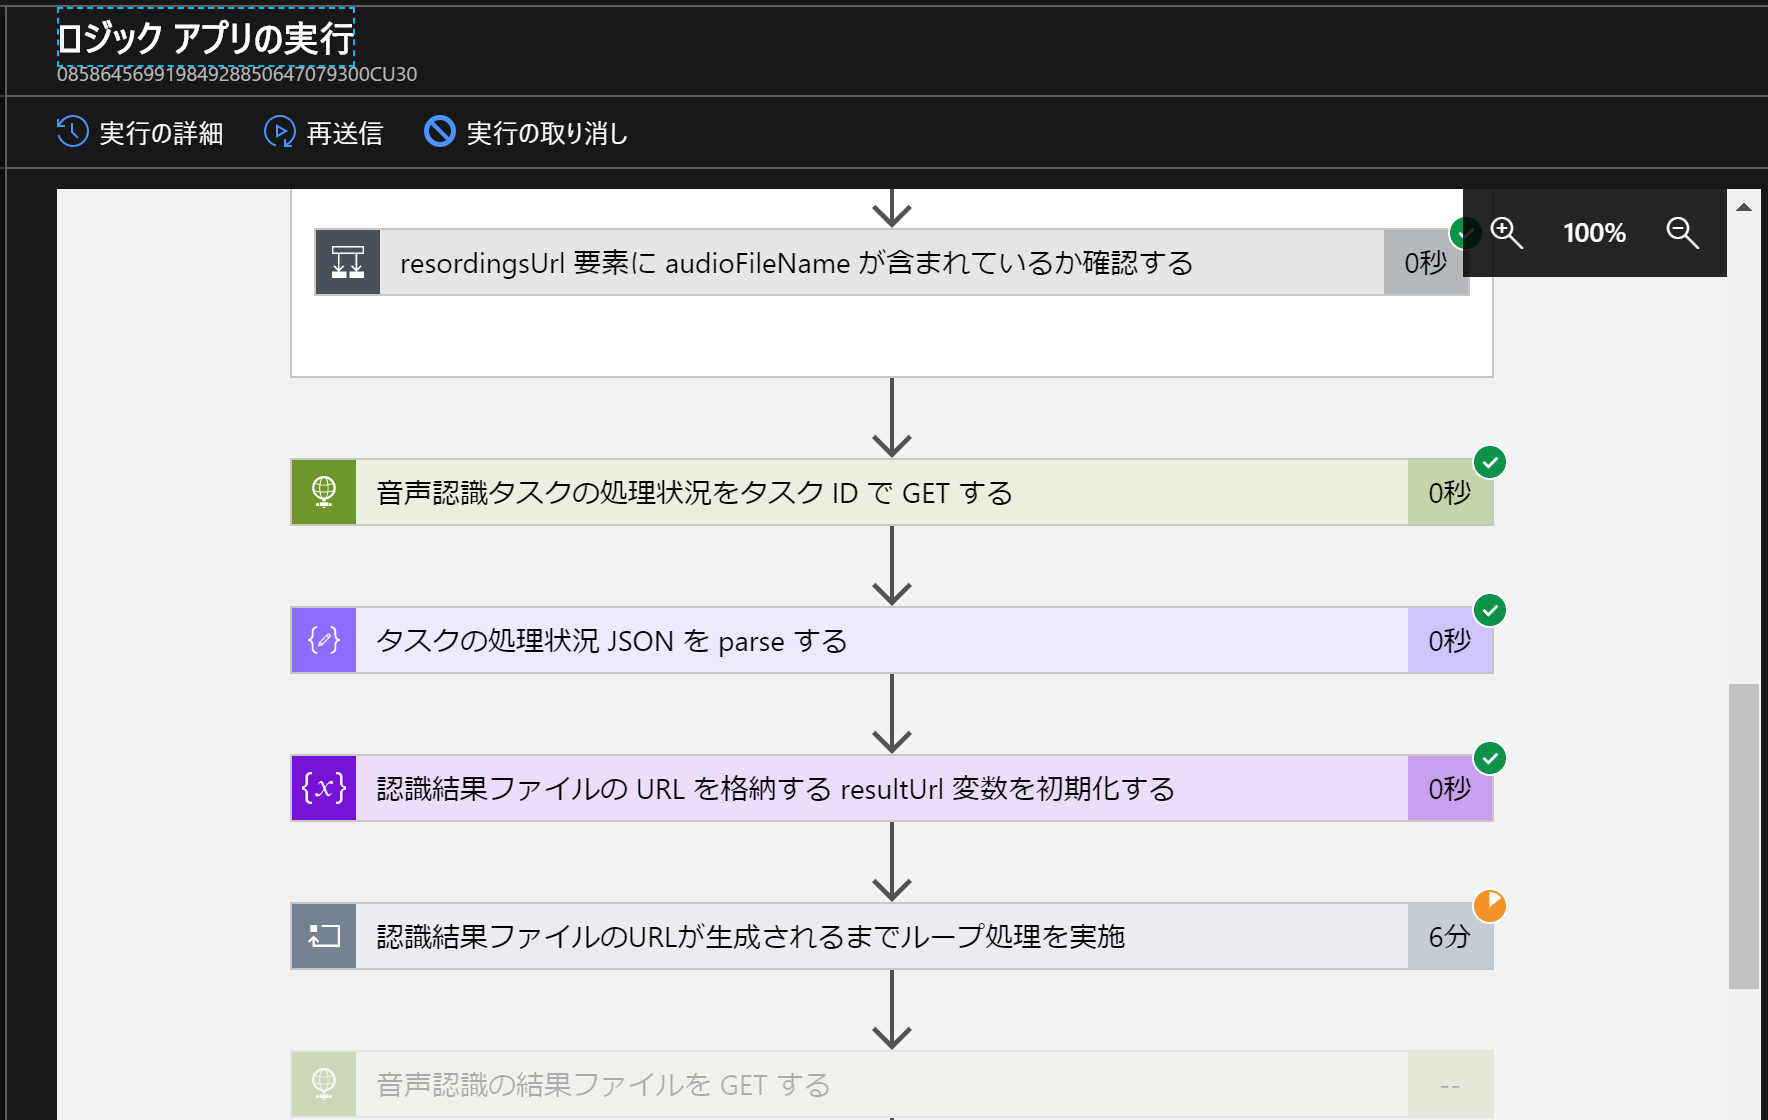 ロジック アプリの実行
08586456991984928850647079300CU30
実行の詳細 再送信 実行の取り消し
100%
resordingsUrl 要素に audioFileName が含まれているか確認する 0秒
音声認識タスクの処理状況をタスク ID で GET する 0秒
タスクの処理状況 JSON を parse する 0秒
{x} 認識結果ファイルの URL を格納する resultUrl 変数を初期化する 0秒
認識結果ファイルのURLが生成されるまでループ処理を実施 6分
音声認識の結果ファイルを GET する --